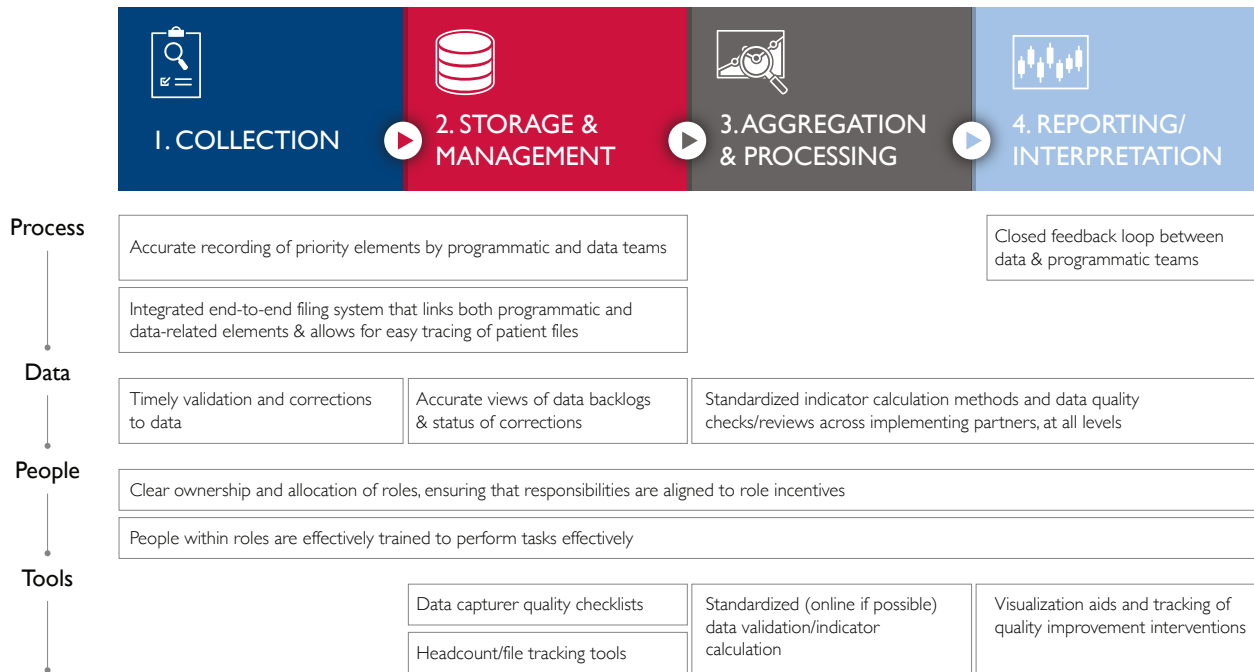 1. COLLECTION
2. STORAGE &
MANAGEMENT
3. AGGREGATION
& PROCESSING
4. REPORTING/
INTERPRETATION
Process
Accurate recording of priority elements by programmatic and data teams
Closed feedback loop between
data & programmatic teams
Integrated end-to-end filing system that links both programmatic and
data-related elements & allows for easy tracing of patient files
Data
Timely validation and corrections
to data
Accurate views of data backlogs
& status of corrections
Standardized indicator calculation methods and data quality
checks/reviews across implementing partners, at all levels
People
Clear ownership and allocation of roles, ensuring that responsibilities are aligned to role incentives
People within roles are effectively trained to perform tasks effectively
Tools
Data capturer quality checklists
Headcount/file tracking tools
Standardized (online if possible)
data validation/indicator
calculation
Visualization aids and tracking of
quality improvement interventions